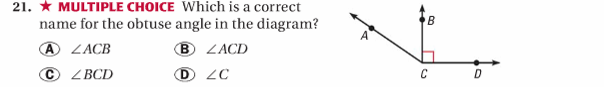 21. ★ MULTIPLE CHOICE Which is a correct
name for the obtuse angle in the diagram?
Ⓐ ∠ACB Ⓑ ∠ACD
Ⓒ ∠BCD Ⓓ ∠C
B
A
C D